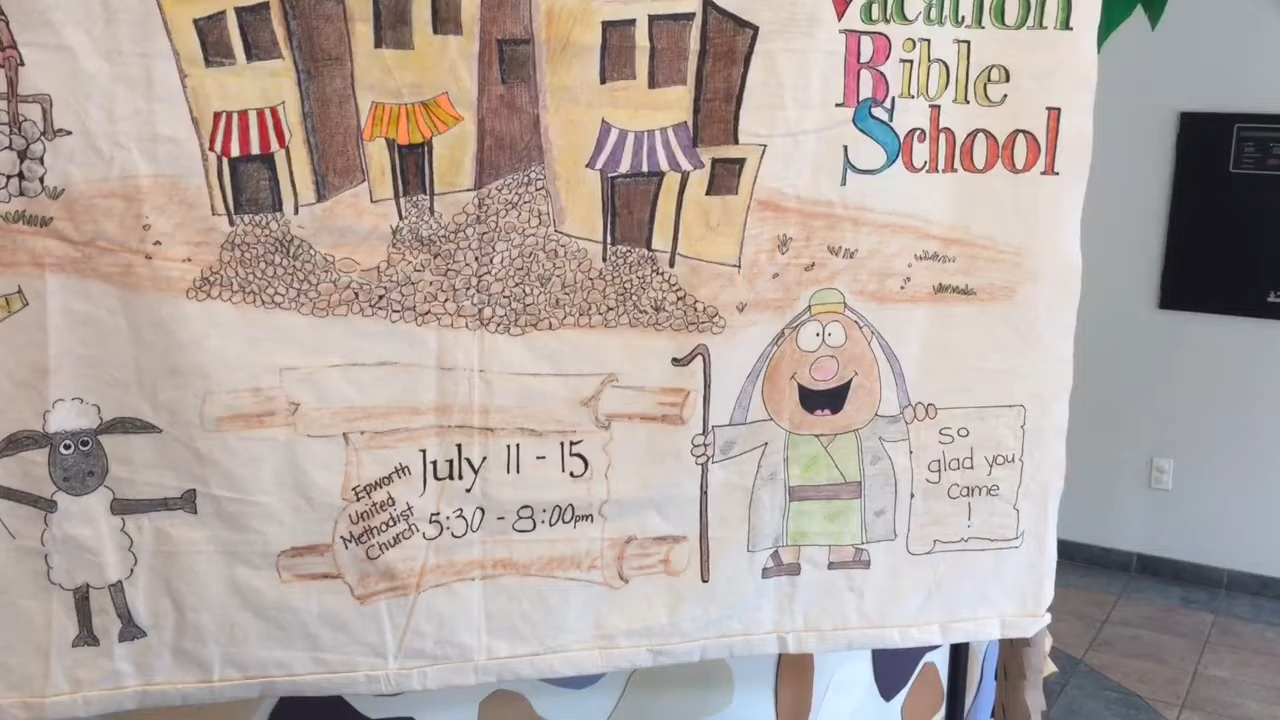 Vacation
Bible
School
July 11 - 15
5:30 - 8:00pm
Epworth
United
Methodist
Church
So
glad you
came
!